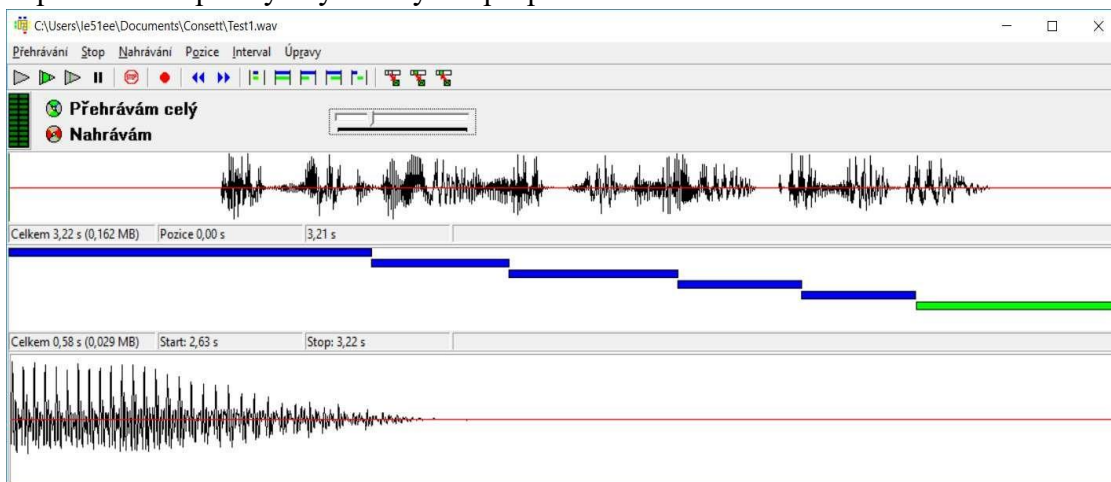 C:\Users\le51ee\Documents\Consett\Test1.wav
Přehrávání Stop Nahrávání Pozice Interval Úpravy
STOP
Přehrávám celý
Nahrávám
Celkem 3,22 s (0,162 MB) Pozice 0,00 s 3,21 s
Celkem 0,58 s (0,029 MB) Start: 2,63 s Stop: 3,22 s